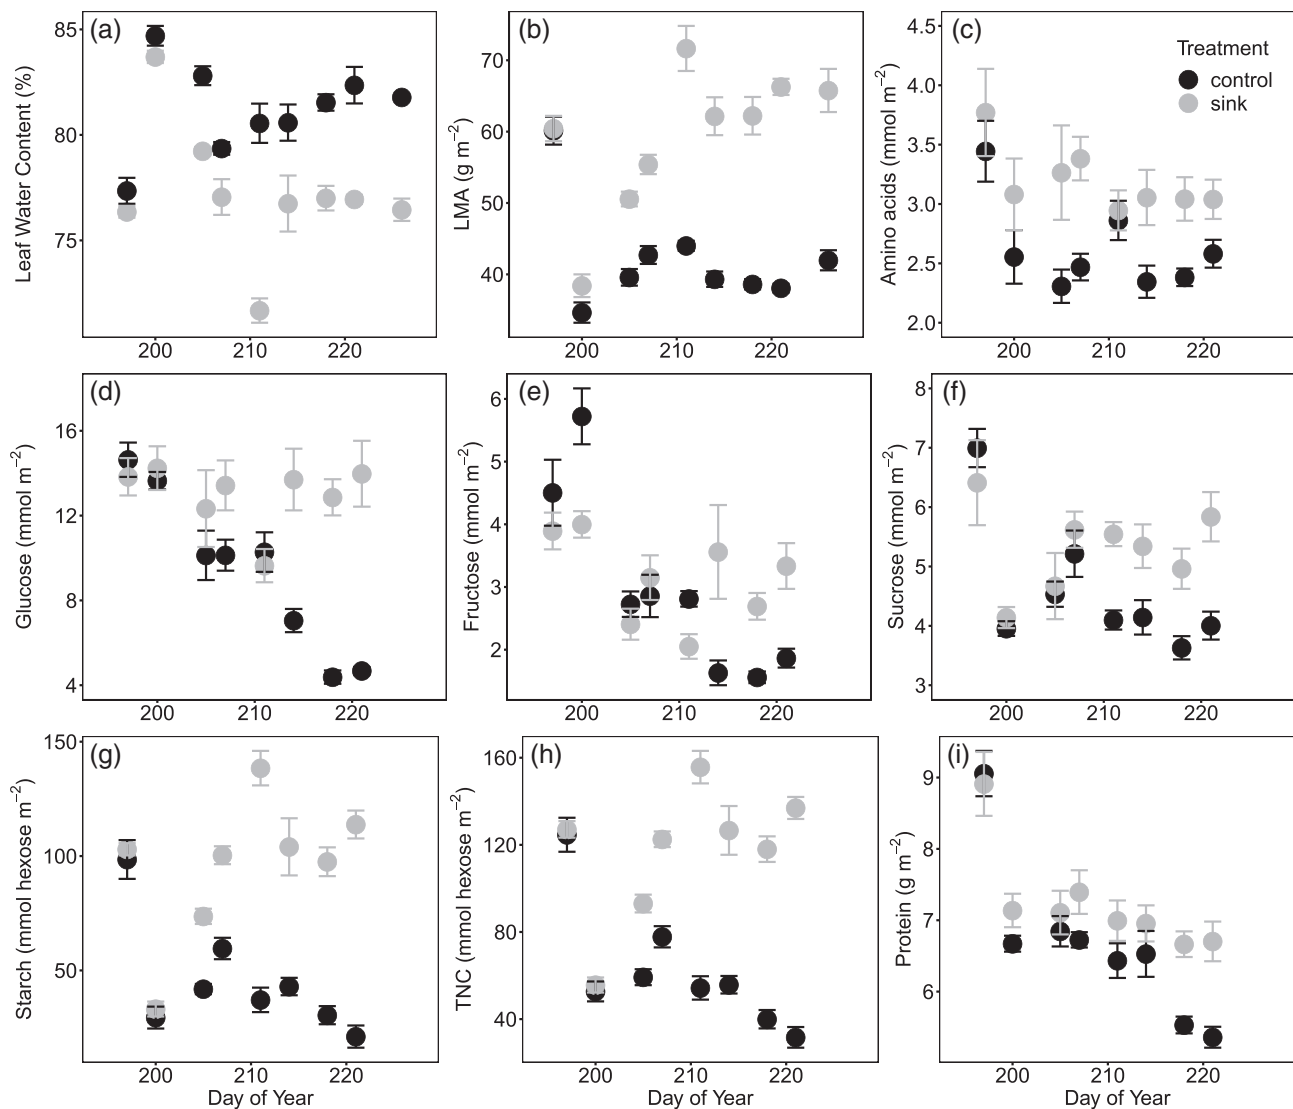 (a)
Leaf Water Content (%)
85
80
75
200 210 220
(b)
LMA (g m−2)
70
60
50
40
200 210 220
(c)
Amino acids (mmol m−2)
4.5
4.0
3.5
3.0
2.5
2.0
200 210 220
Treatment
control
sink
(d)
Glucose (mmol m−2)
16
12
8
4
200 210 220
(e)
Fructose (mmol m−2)
6
5
4
3
2
200 210 220
(f)
Sucrose (mmol m−2)
8
7
6
5
4
3
200 210 220
(g)
Starch (mmol hexose m−2)
150
100
50
200 210 220
Day of Year
(h)
TNC (mmol hexose m−2)
160
120
80
40
200 210 220
Day of Year
(i)
Protein (g m−2)
9
8
7
6
200 210 220
Day of Year